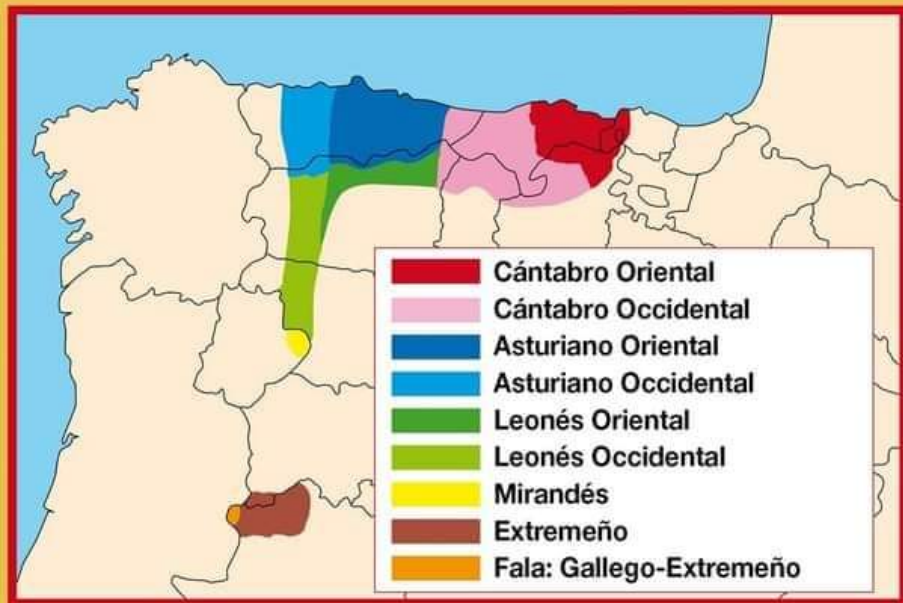 Cántabro Oriental
Cántabro Occidental
Asturiano Oriental
Asturiano Occidental
Leonés Oriental
Leonés Occidental
Mirandés
Extremeño
Fala: Gallego-Extremeño